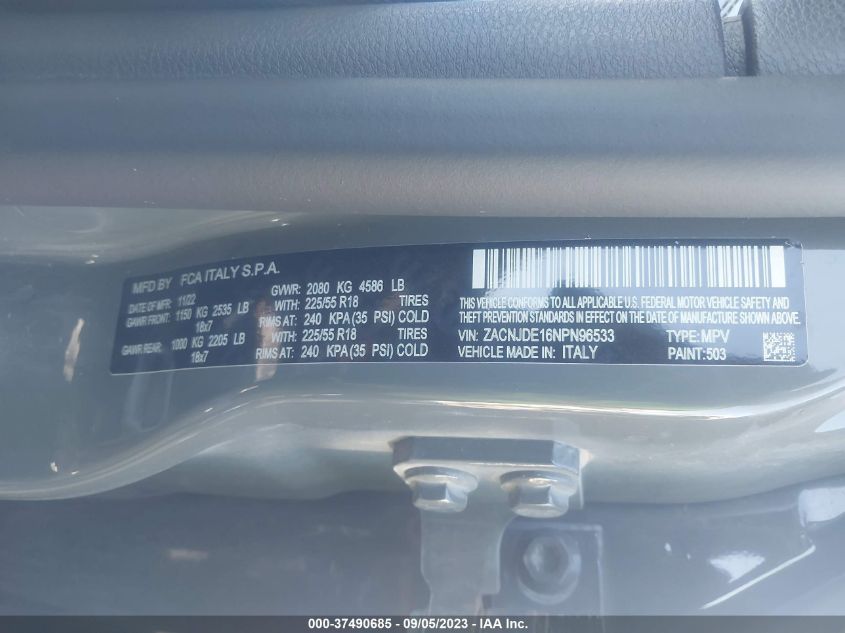 MFD BY FCA ITALY S.P.A.
DATE OF MFR: 11/22 GVWR: 2080 KG 4586 LB
GAWR FRONT: 1150 KG 2535 LB WITH: 225/55 R18 TIRES
18x7 RIMS AT: 240 KPA (35 PSI) COLD
GAWR REAR: 1000 KG 2205 LB WITH: 225/55 R18 TIRES
18x7 RIMS AT: 240 KPA (35 PSI) COLD
THIS VEHICLE CONFORMS TO ALL APPLICABLE U.S. FEDERAL MOTOR VEHICLE SAFETY AND
THEFT PREVENTION STANDARDS IN EFFECT ON THE DATE OF MANUFACTURE SHOWN ABOVE.
VIN: ZACNJDE16NPN96533 TYPE: MPV
VEHICLE MADE IN: ITALY PAINT: 503
000-37490685 - 09/05/2023 - IAA Inc.